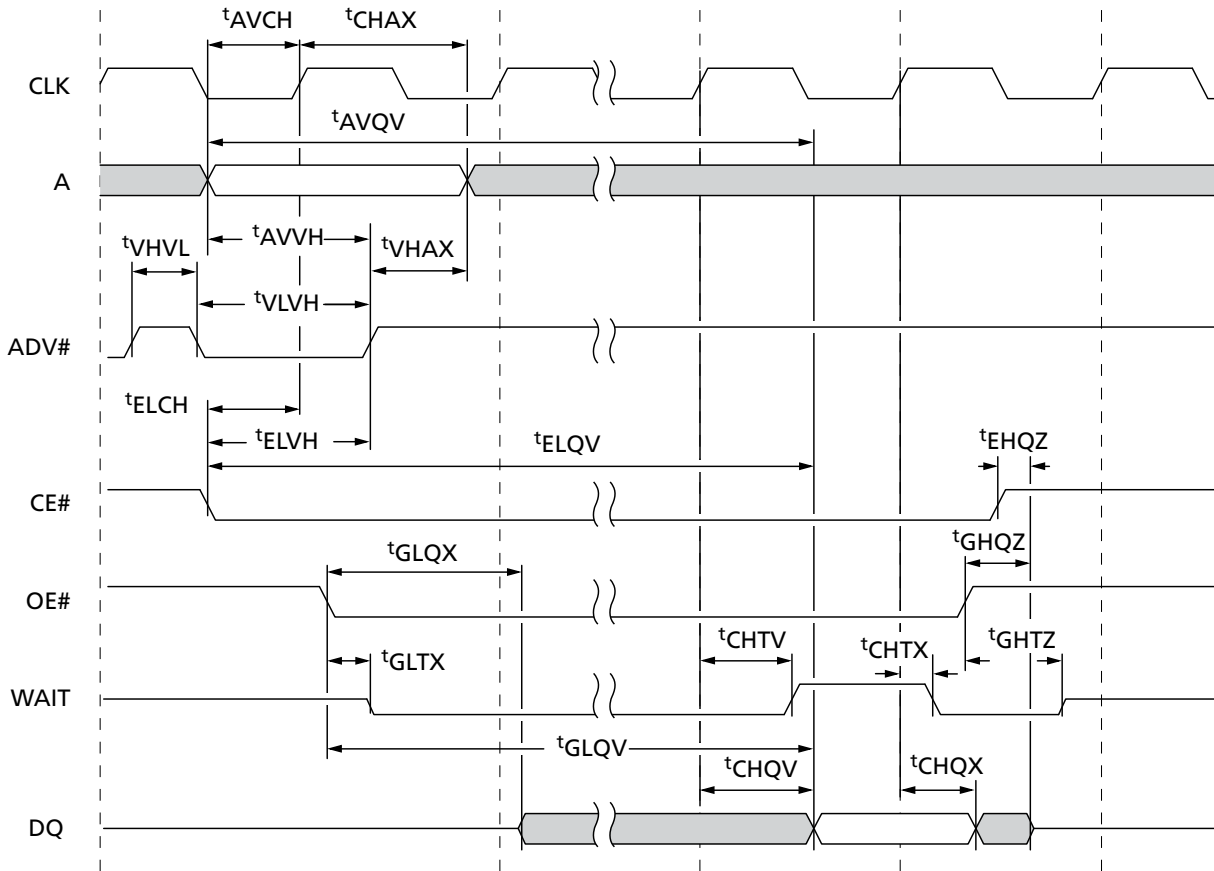 tAVCH tCHAX
CLK
tAVQV
A
tVHVL tAVVH tVHAX
tVLVH
ADV#
tELCH
tELVH tELQV tEHQZ
CE#
tGLQX tGHQZ
OE#
tGLTX tCHTV tCHTX tGHTZ
WAIT
tGLQV
tCHQV tCHQX
DQ